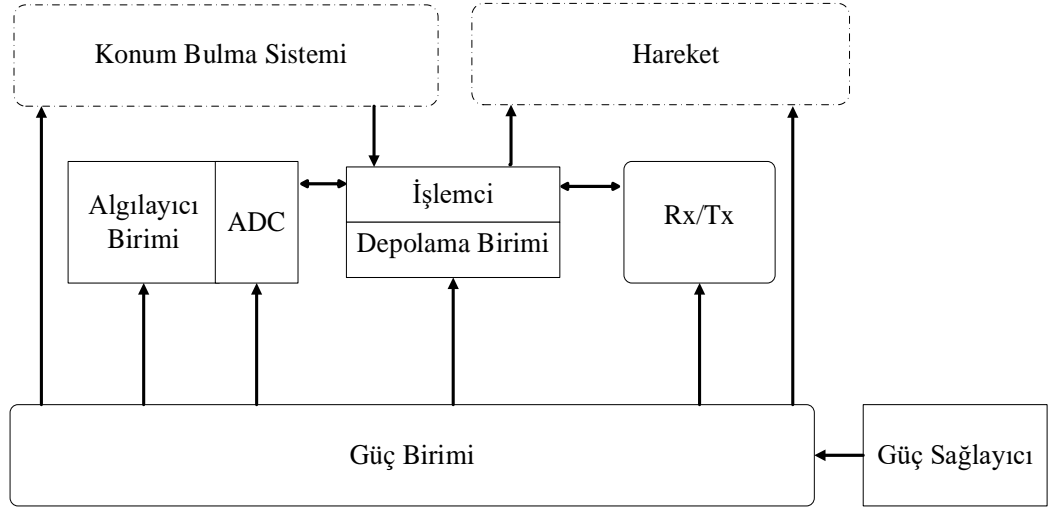 Konum Bulma Sistemi
Hareket
Algılayıcı
Birimi
ADC
İşlemci
Depolama Birimi
Rx/Tx
Güç Birimi
Güç Sağlayıcı